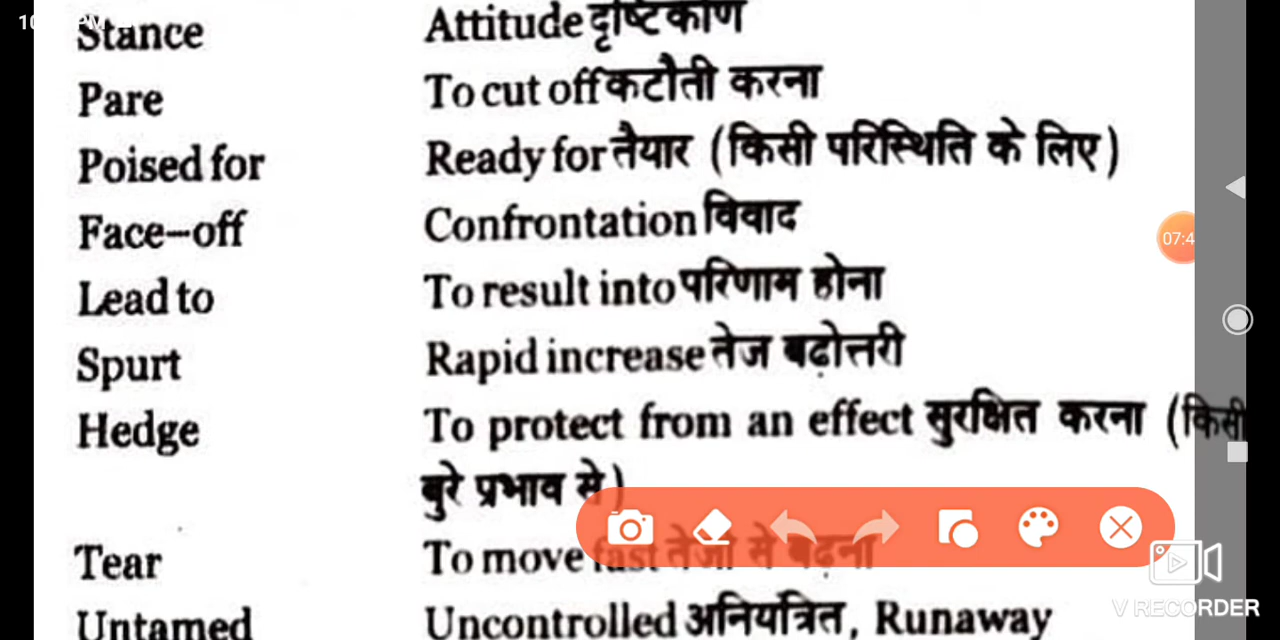 Stance Attitude दृष्टिकोण
Pare To cut off कटौती करना
Poised for Ready for तैयार (किसी परिस्थिति के लिए)
Face–off Confrontation विवाद
07:4
Lead to To result into परिणाम होना
Spurt Rapid increase तेज बढ़ोत्तरी
Hedge To protect from an effect सुरक्षित करना (किसी
बुरे प्रभाव से)
Tear To move fast तेजी से बढ़ना
V RECORDER
Untamed Uncontrolled अनियंत्रित, Runaway